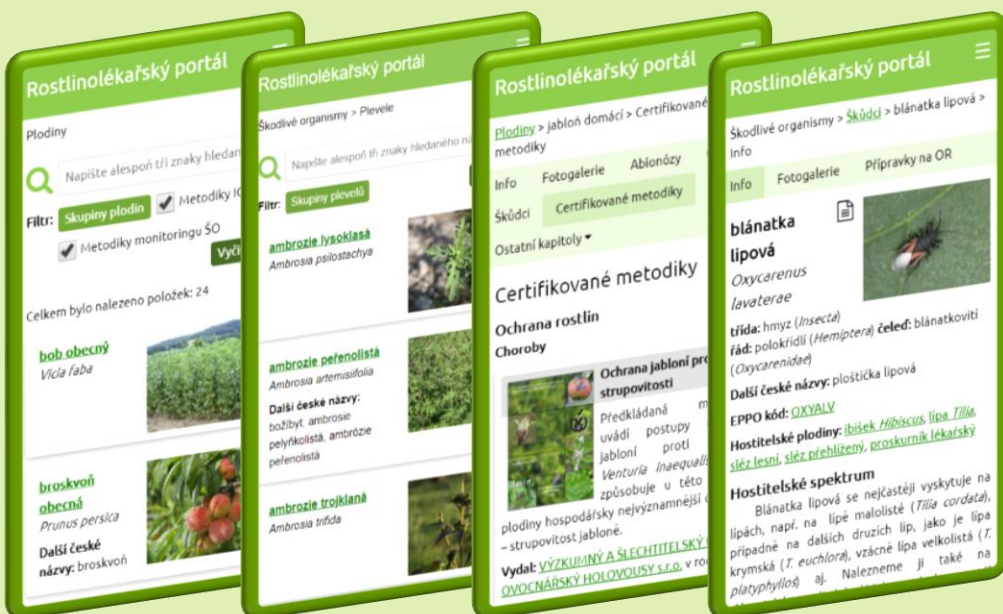 Rostlinolékařský portál
Plodiny
Napište alespoň tři znaky
Filtr: Skupiny plodin Metodiky
Metodiky monitoringu ŠO
Celkem bylo nalezeno položek: 24
bob obecný
Vicia faba
broskvoň
obecná
Prunus persica
Další české
názvy: broskvoň
Rostlinolékařský portál
Škodlivé organismy > Plevele
Napište alespoň tři znaky hledaného
Filtr: Skupiny plevelů
ambrozie lysoklasá
Ambrosia psilostachya
ambrozie peřenolistá
Ambrosia artemisiifolia
Další české názvy:
božibyt, ambrosie
pelyňkolistá, ambrózie
peřenolistá
ambrozie trojklaná
Ambrosia trifida
Rostlinolékařský portál
Plodiny > jabloň domácí > Certifikované
metodiky
Info Fotogalerie Abionózy
Škůdci Certifikované metodiky
Ostatní kapitoly
Certifikované metodiky
Ochrana rostlin
Choroby
Ochrana jabloní
strupovitosti
Předkládaná
uvádí postupy
jabloní proti
Venturia
způsobuje u této
plodiny hospodářsky nejvýznamnější
– strupovitost jabloně.
Vydal: VÝZKUMNÝ A ŠLECHTITELSKÝ
OVOCNÁŘSKÝ HOLOVOUSY s.r.o. v
Rostlinolékařský portál
Škodlivé organismy > Škůdci > blánatka lipová >
Info
Info Fotogalerie Přípravky na OR
blánatka
lipová
Oxycarenus
lavaterae
třída: hmyz (Insecta)
řád: polokřídlí (Hemiptera) čeleď: blánatkovití
(Oxycarenidae)
Další české názvy: ploštička lipová
EPPO kód: OXYALV
Hostitelské plodiny: ibišek Hibiscus, lípa Tilia,
sléz lesní, sléz přehlížený, proskurník lékařský
Hostitelské spektrum
Blánatka lipová se nejčastěji vyskytuje na
lipách, např. na lípě malolisté (Tilia cordata),
případně na dalších druzích lip, jako je lípa
krymská (T. euchlora), vzácně lípa velkolistá (T.
platyphyllos) aj. Nalezneme ji také na